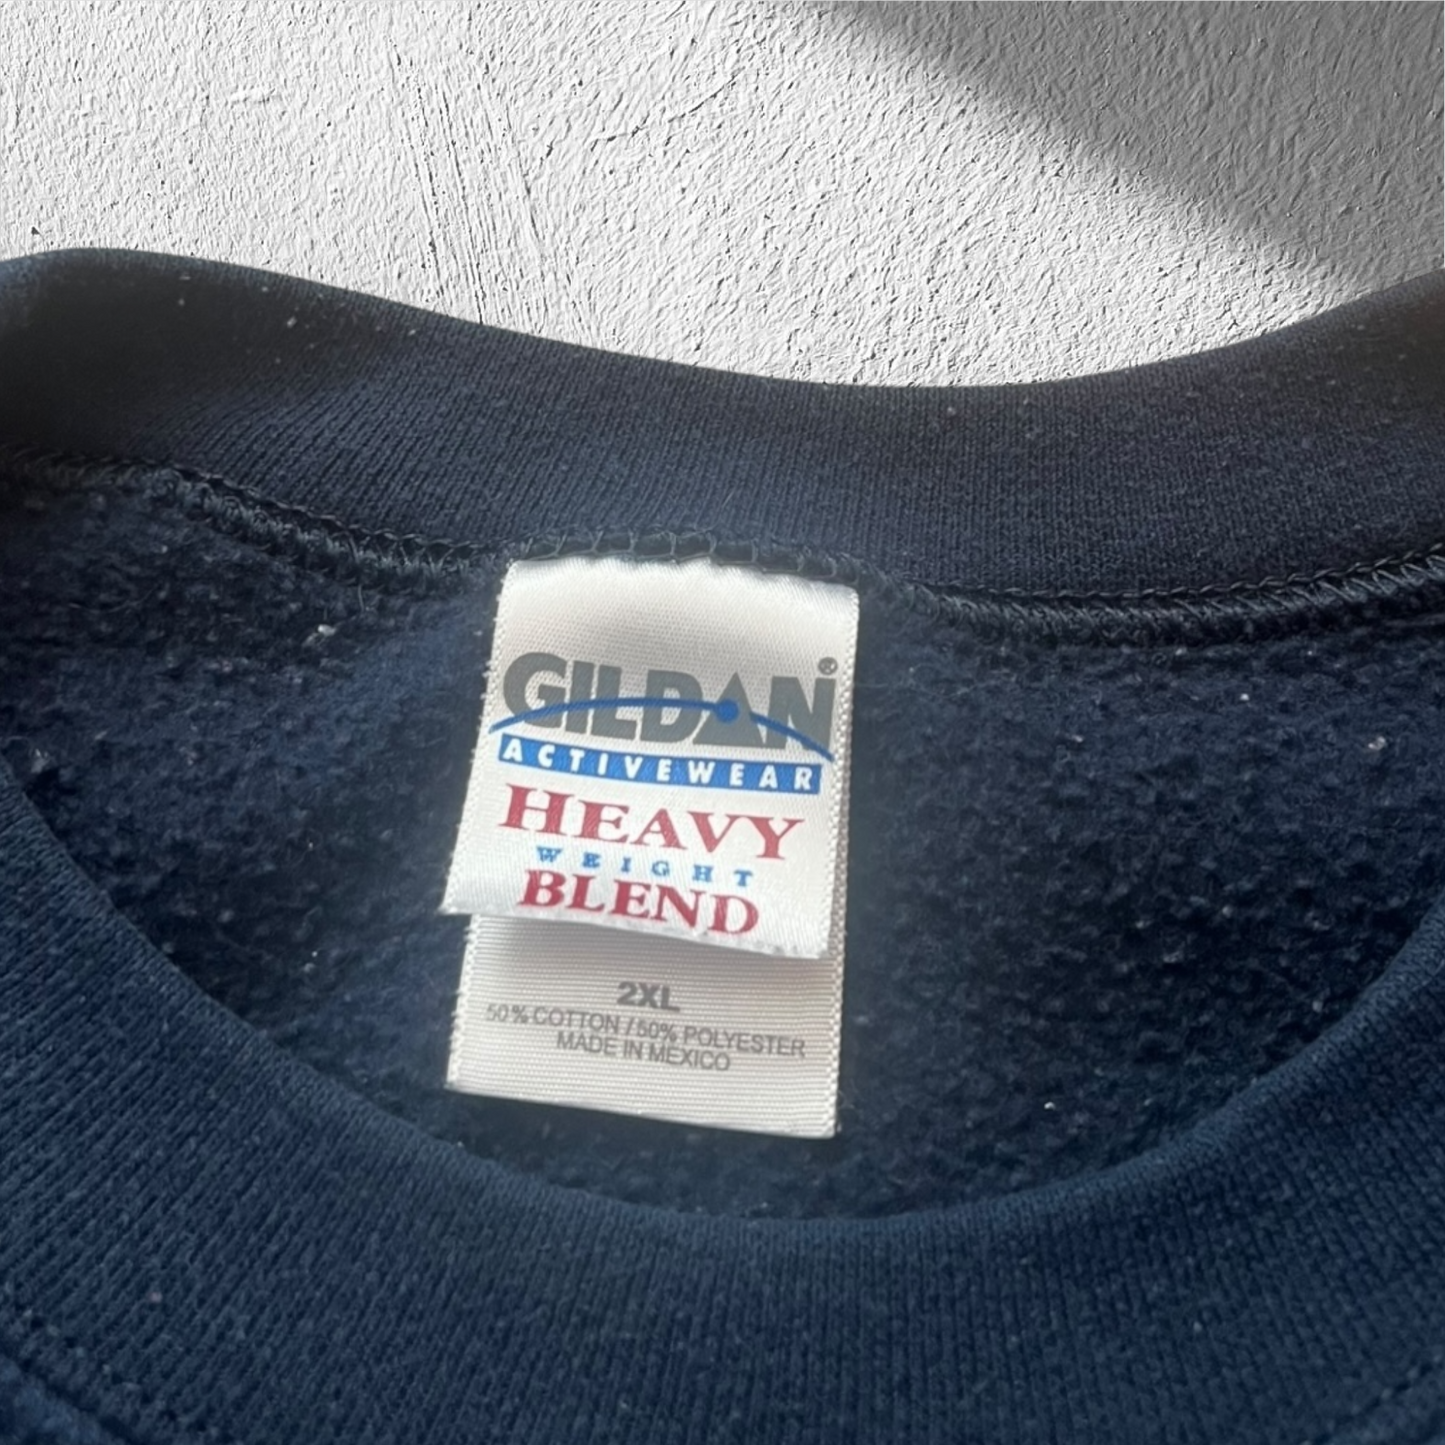 GILDAN®
ACTIVEWEAR
HEAVY
WEIGHT
BLEND
2XL
50% COTTON / 50% POLYESTER
MADE IN MEXICO